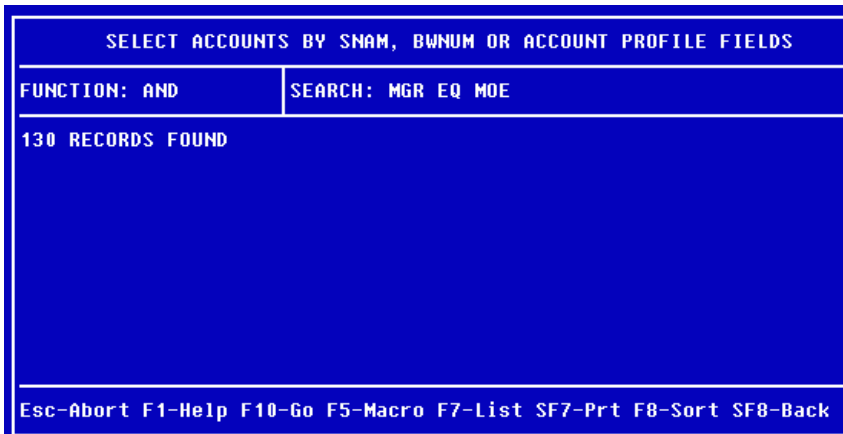 SELECT ACCOUNTS BY SNAM, BWNUM OR ACCOUNT PROFILE FIELDS
FUNCTION: AND SEARCH: MGR EQ MOE
130 RECORDS FOUND
Esc-Abort F1-Help F10-Go F5-Macro F7-List SF7-Prt F8-Sort SF8-Back